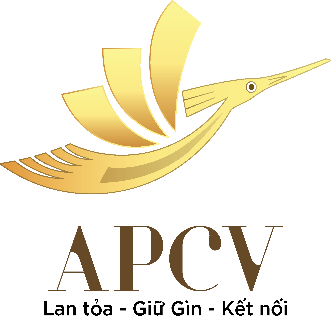 APCV
Lan tỏa - Giữ Gìn - Kết nối